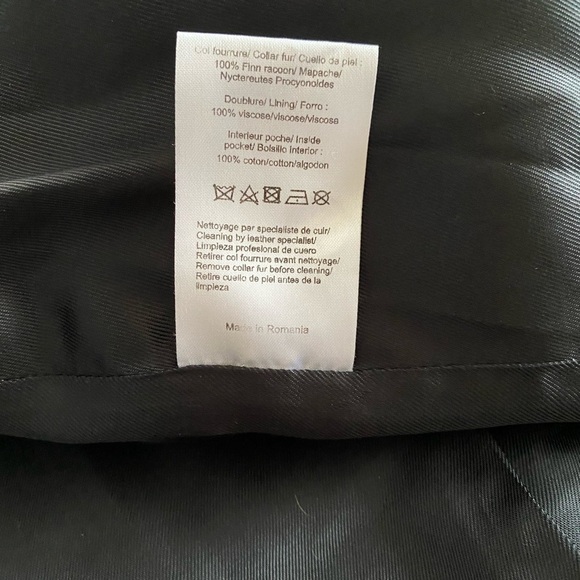 Col fourrure/ Collar fur/ Cuello de piel :
100% Finn racoon/ Mapache/
Nyctereutes Procyonoides
Doublure/ Lining/ Forro :
100% viscose/viscose/viscosa
Interieur poche/ Inside
pocket/ Bolsillo Interior :
100% coton/cotton/algodon
Nettoyage par specialiste de cuir/
Cleaning by leather specialist/
Limpieza profesional de cuero
Retirer col fourrure avant nettoyage/
Remove collar fur before cleaning/
Retire cuello de piel antes de la
limpieza
Made in Romania